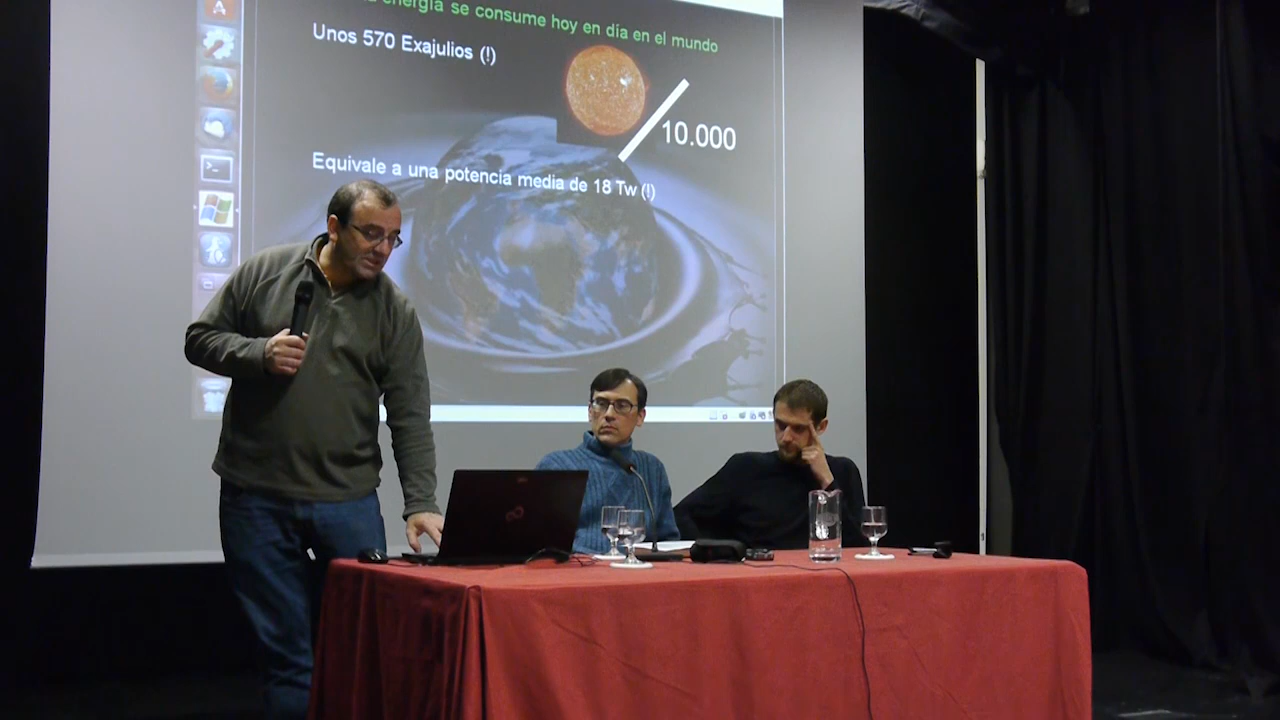 energía se consume hoy en día en el mundo
Unos 570 Exajulios (!)
10.000
Equivale a una potencia media de 18 Tw (!)